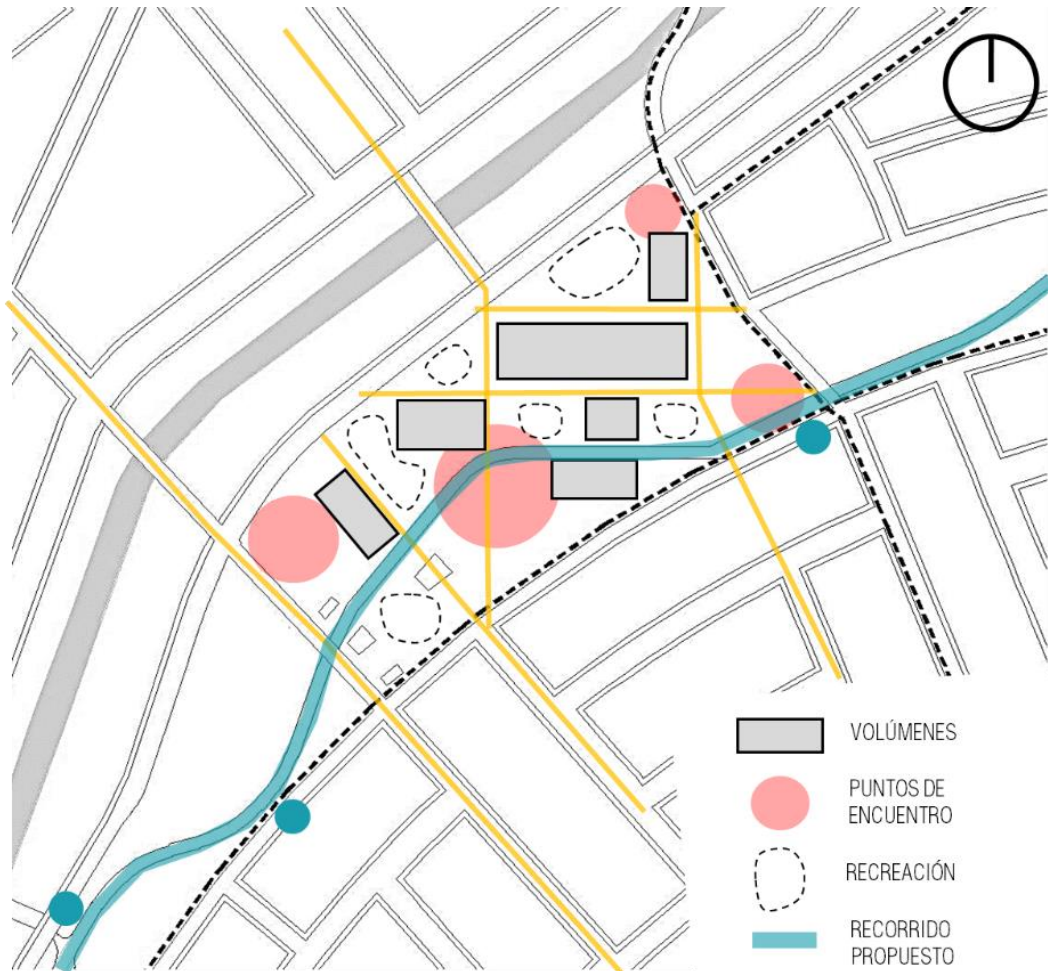 VOLÚMENES
PUNTOS DE
ENCUENTRO
RECREACIÓN
RECORRIDO
PROPUESTO